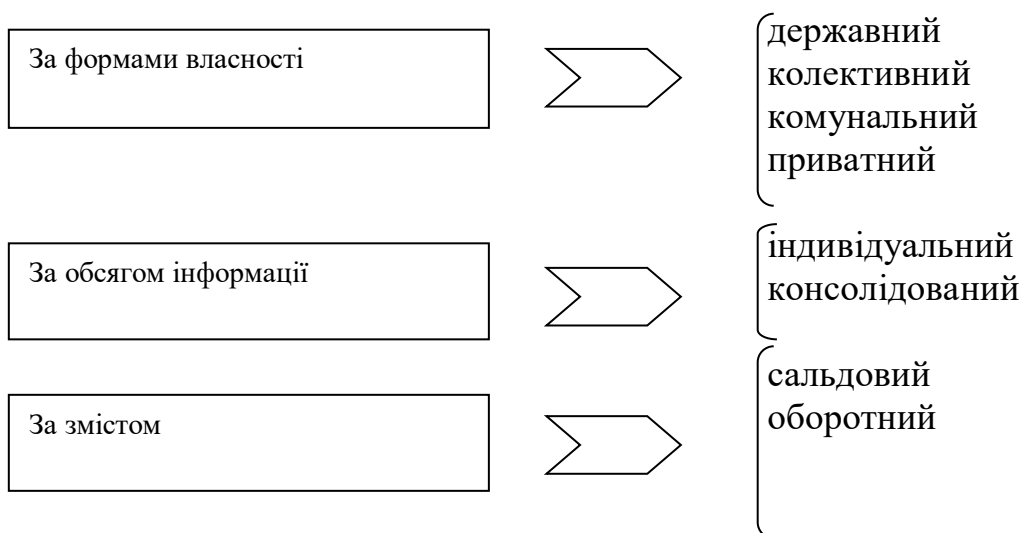 За формами власності
державний
колективний
комунальний
приватний
За обсягом інформації
індивідуальний
консолідований
За змістом
сальдовий
оборотний